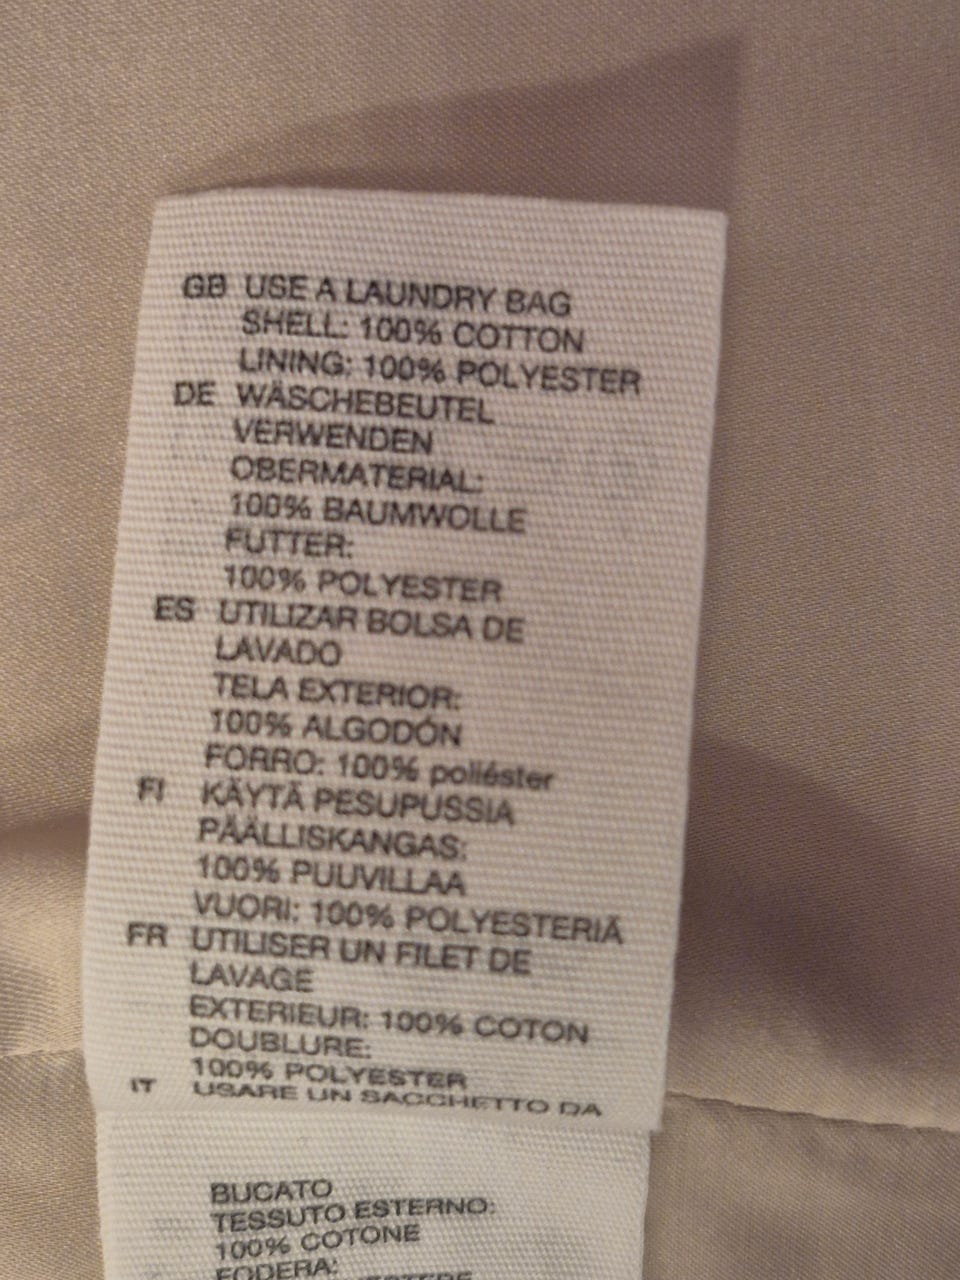 GB USE A LAUNDRY BAG
SHELL: 100% COTTON
LINING: 100% POLYESTER
DE WÄSCHEBEUTEL
VERWENDEN
OBERMATERIAL:
100% BAUMWOLLE
FUTTER:
100% POLYESTER
ES UTILIZAR BOLSA DE
LAVADO
TELA EXTERIOR:
100% ALGODÓN
FORRO: 100% poliéster
FI KÄYTÄ PESUPUSSIA
PÄÄLLISKANGAS:
100% PUUVILLAA
VUORI: 100% POLYESTERIÄ
FR UTILISER UN FILET DE
LAVAGE
EXTERIEUR: 100% COTON
DOUBLURE:
100% POLYESTER
IT USARE UN SACCHETTO DA
BUCATO
TESSUTO ESTERNO:
100% COTONE
FODERA: